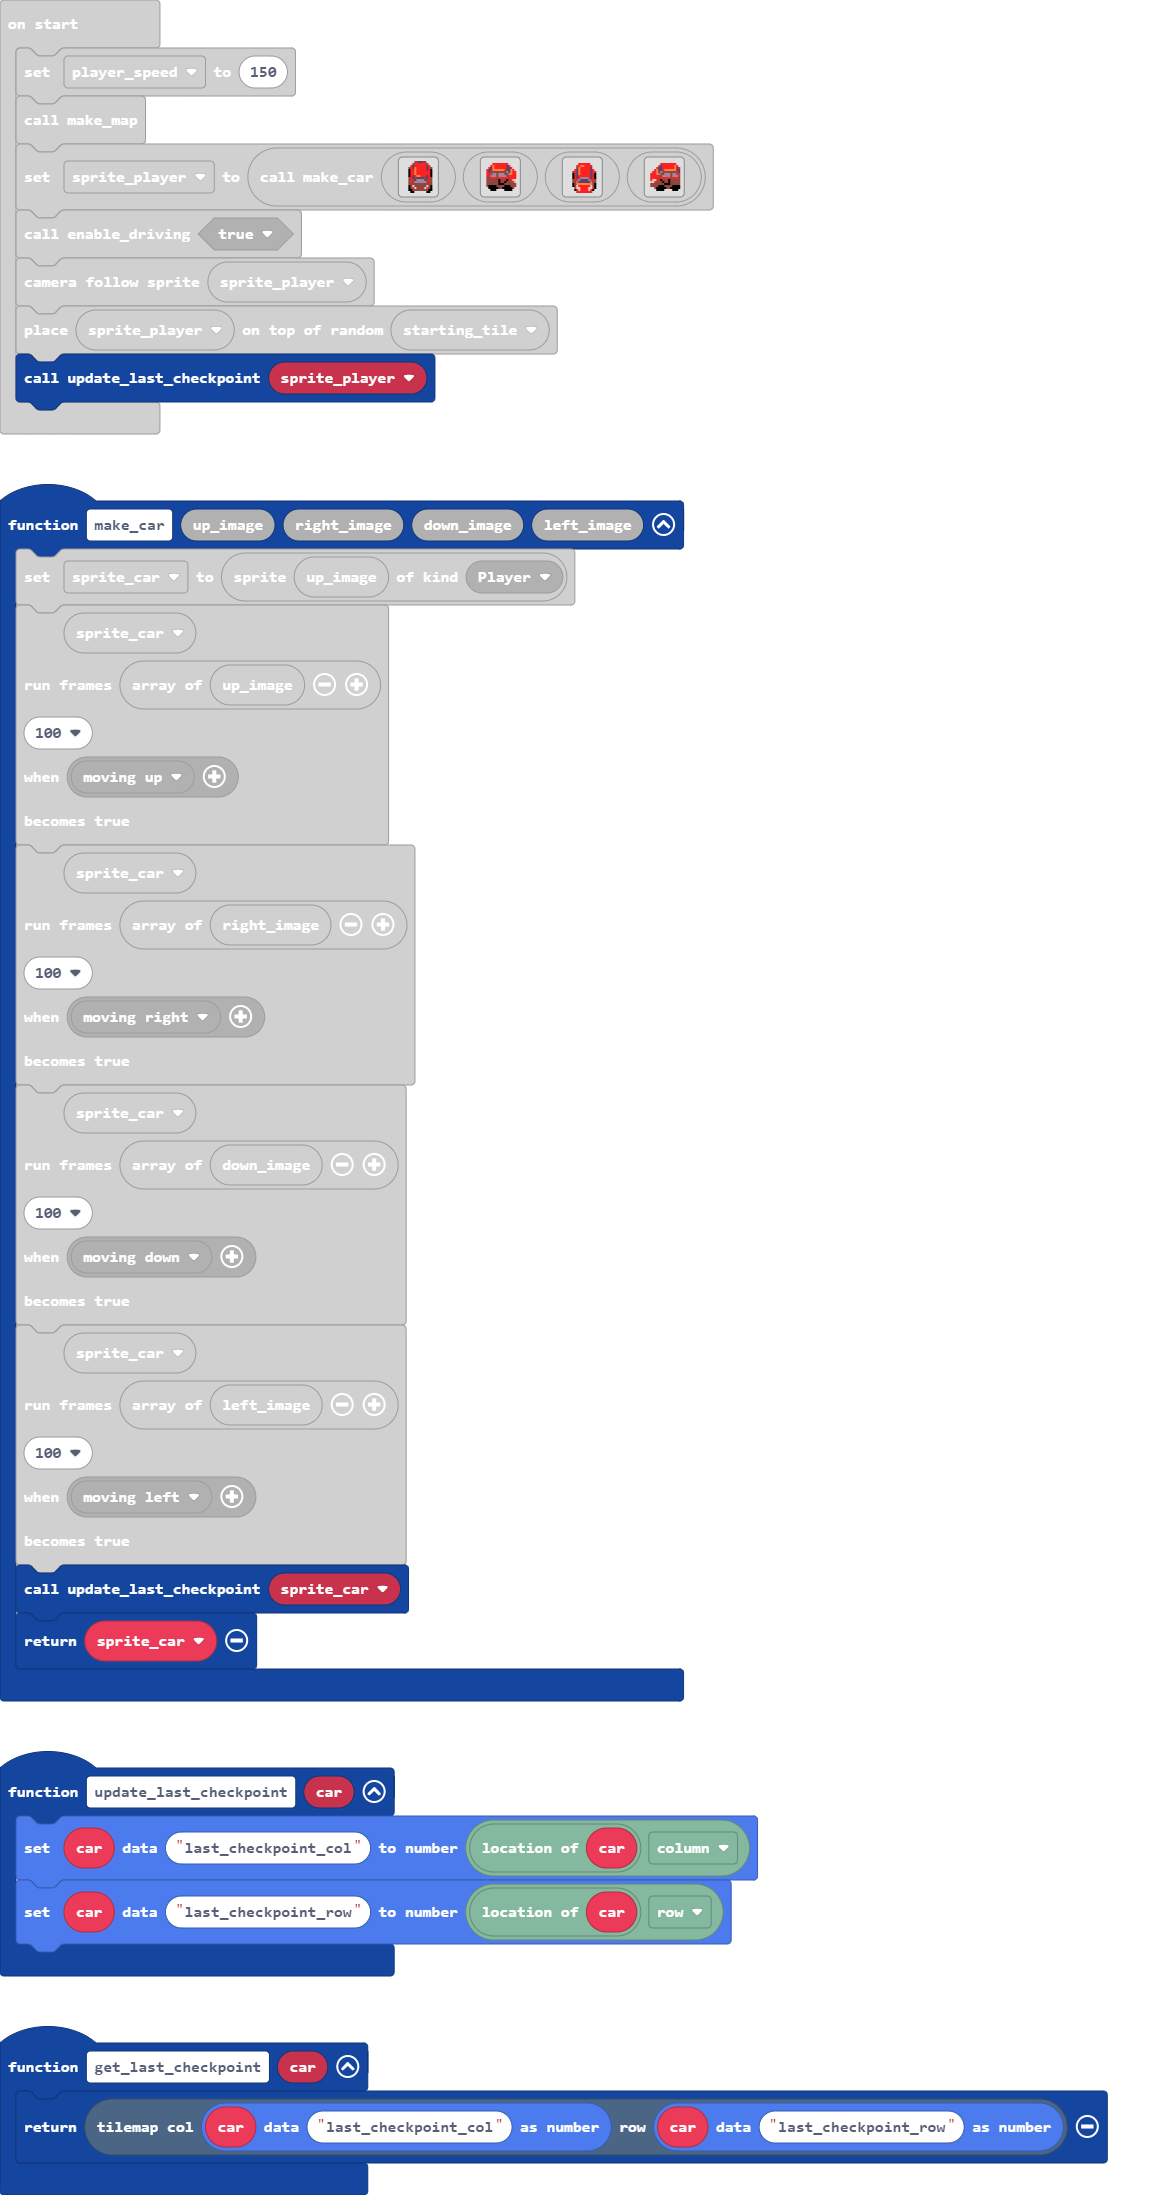 on start
set player_speed to 150
call make_map
set sprite_player to call make_car
call enable_driving true
camera follow sprite sprite_player
place sprite_player on top of random starting_tile
call update_last_checkpoint sprite_player
function make_car up_image right_image down_image left_image
set sprite_car to sprite up_image of kind Player
sprite_car
run frames array of up_image
100
when moving up
becomes true
sprite_car
run frames array of right_image
100
when moving right
becomes true
sprite_car
run frames array of down_image
100
when moving down
becomes true
sprite_car
run frames array of left_image
100
when moving left
becomes true
call update_last_checkpoint sprite_car
return sprite_car
function update_last_checkpoint car
set car data "last_checkpoint_col" to number location of car column
set car data "last_checkpoint_row" to number location of car row
function get_last_checkpoint car
return tilemap col car data "last_checkpoint_col" as number row car data "last_checkpoint_row" as number